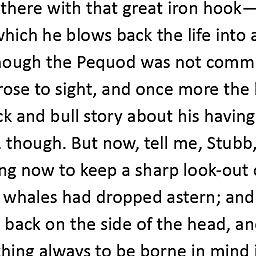 there with that great iron hook—
which he blows back the life into a
hough the Pequod was not comm
rose to sight, and once more the
ck and bull story about his having
though. But now, tell me, Stubb,
ng now to keep a sharp look-out
whales had dropped astern; and
back on the side of the head, an
thing always to be borne in mind i